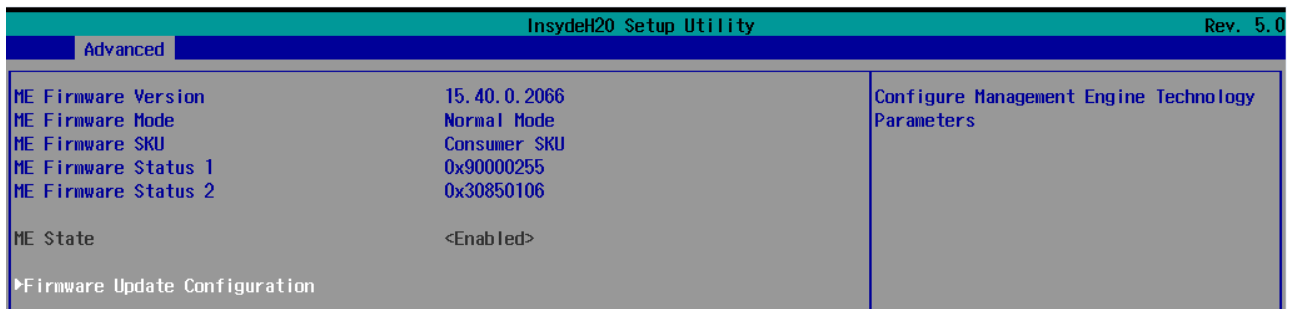 InsydeH20 Setup Utility Rev. 5.0
Advanced
ME Firmware Version 15.40.0.2066 Configure Management Engine Technology
ME Firmware Mode Normal Mode Parameters
ME Firmware SKU Consumer SKU
ME Firmware Status 1 0x90000255
ME Firmware Status 2 0x30850106
ME State <Enabled>
Firmware Update Configuration